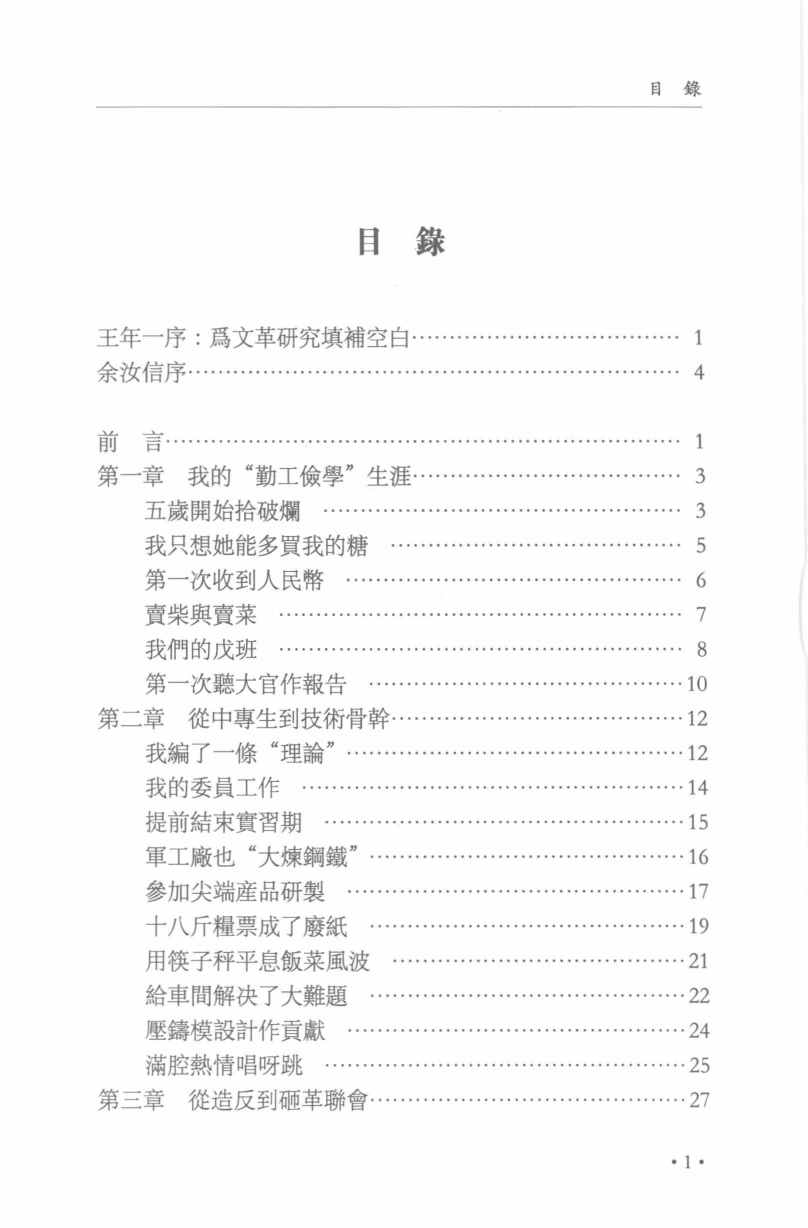 目　錄
目　錄
王年一序：爲文革研究填補空白………………………………1
余汝信序…………………………………………………………4
前　言……………………………………………………………1
第一章　我的“勤工儉學”生涯………………………………3
五歲開始拾破爛…………………………………………3
我只想她能多買我的糖…………………………………5
第一次收到人民幣………………………………………6
賣柴與賣菜………………………………………………7
我們的戊班………………………………………………8
第一次聽大官作報告……………………………………10
第二章　從中專生到技術骨幹…………………………………12
我編了一條“理論”……………………………………12
我的委員工作……………………………………………14
提前結束實習期…………………………………………15
軍工廠也“大煉鋼鐵”…………………………………16
參加尖端産品研製………………………………………17
十八斤糧票成了廢紙……………………………………19
用筷子秤平息飯菜風波…………………………………21
給車間解决了大難題……………………………………22
壓鑄模設計作貢獻………………………………………24
滿腔熱情唱呀跳…………………………………………25
第三章　從造反到砸革聯會……………………………………27
·1·